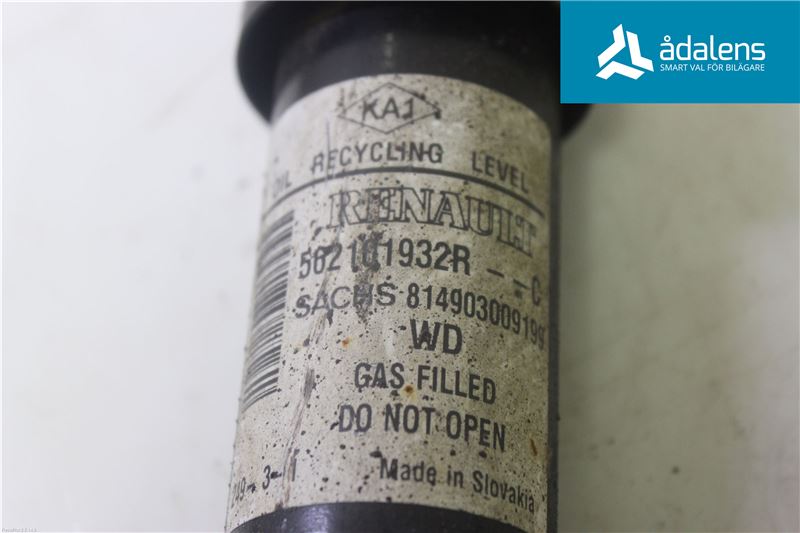 ådalens
SMART VAL FÖR BILÄGARE
KA1
OIL RECYCLING LEVEL
RENAULT
562101932R -- C
SACHS 814903009199
WD
GAS FILLED
DO NOT OPEN
Made in Slovakia